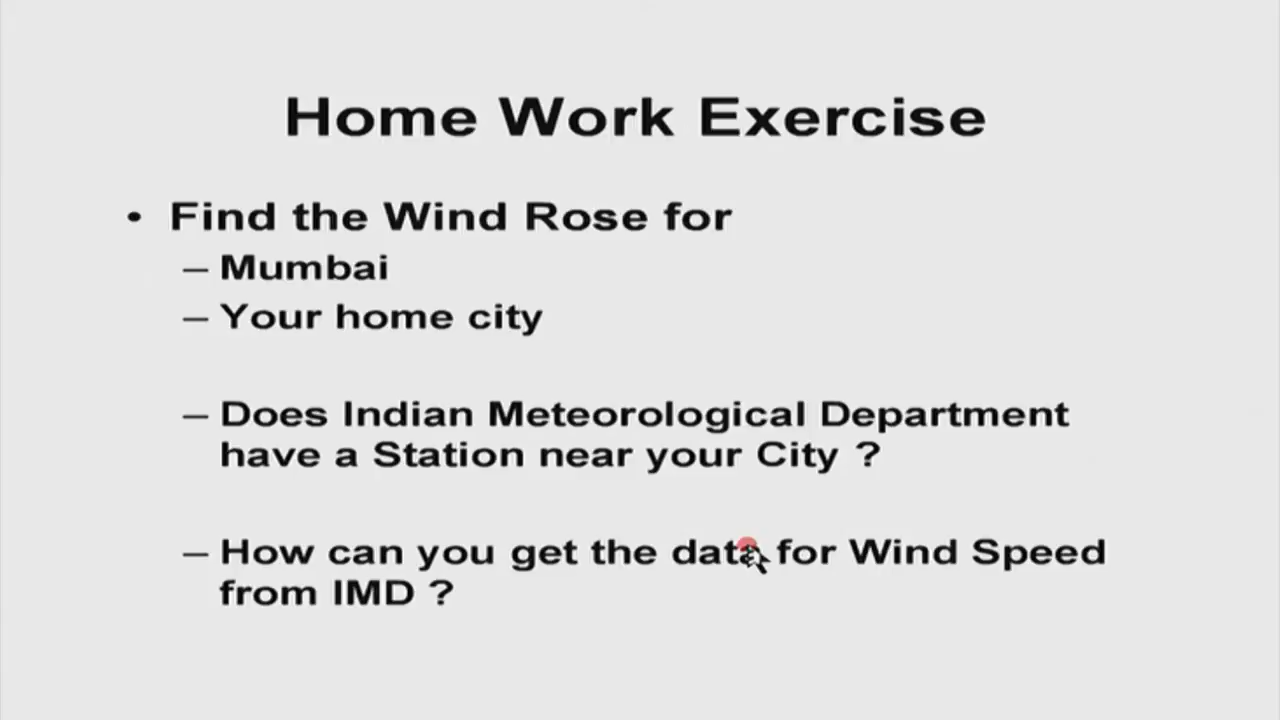 Home Work Exercise
• Find the Wind Rose for
– Mumbai
– Your home city
– Does Indian Meteorological Department
have a Station near your City ?
– How can you get the data for Wind Speed
from IMD ?